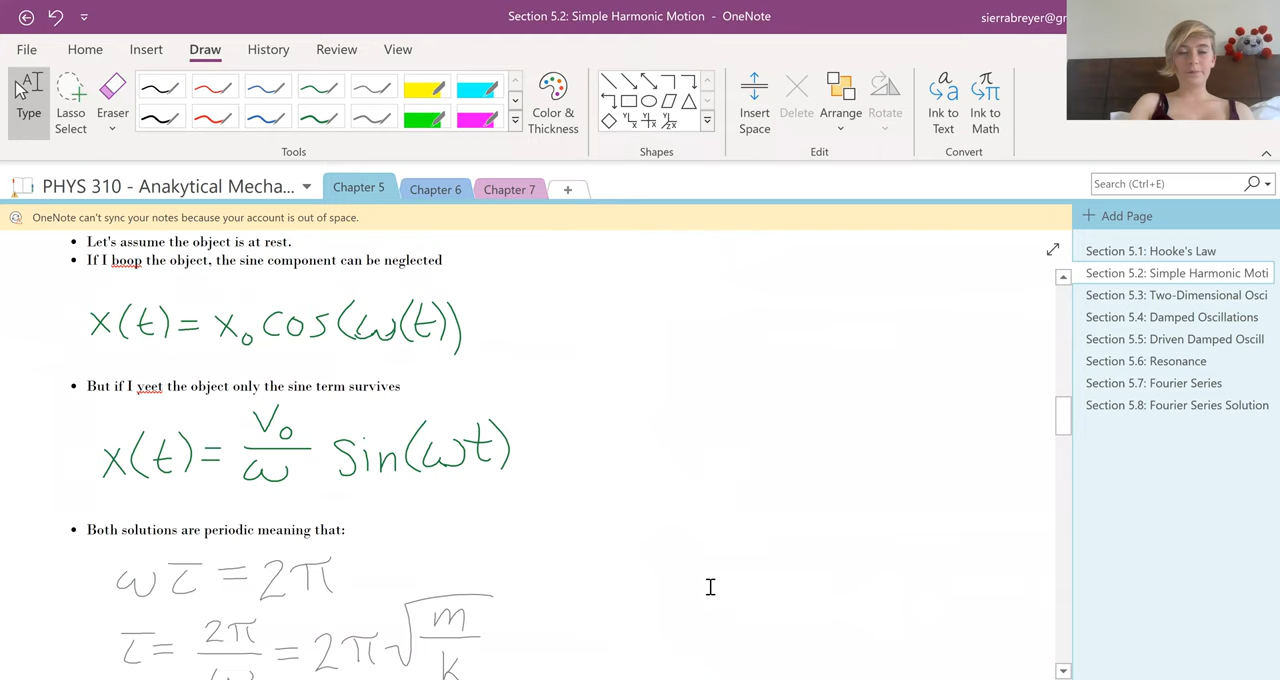 Section 5.2: Simple Harmonic Motion - OneNote
sierrabreyer@gr
File Home Insert Draw History Review View
Type
Lasso Select
Eraser
Color & Thickness
Insert Space
Delete
Arrange
Rotate
Ink to Text
Ink to Math
Tools
Shapes
Edit
Convert
PHYS 310 - Anakytical Mecha...
Chapter 5
Chapter 6
Chapter 7
Search (Ctrl+E)
OneNote can't sync your notes because your account is out of space.
Add Page
Section 5.1: Hooke's Law
Section 5.2: Simple Harmonic Moti
Section 5.3: Two-Dimensional Osci
Section 5.4: Damped Oscillations
Section 5.5: Driven Damped Oscill
Section 5.6: Resonance
Section 5.7: Fourier Series
Section 5.8: Fourier Series Solution
• Let's assume the object is at rest.
• If I boop the object, the sine component can be neglected
x(t) = x₀ cos(ω(t))
• But if I yeet the object only the sine term survives
x(t) = V₀/ω sin(ωt)
• Both solutions are periodic meaning that:
ωτ = 2π
τ = 2π/ω = 2π√(m/k)